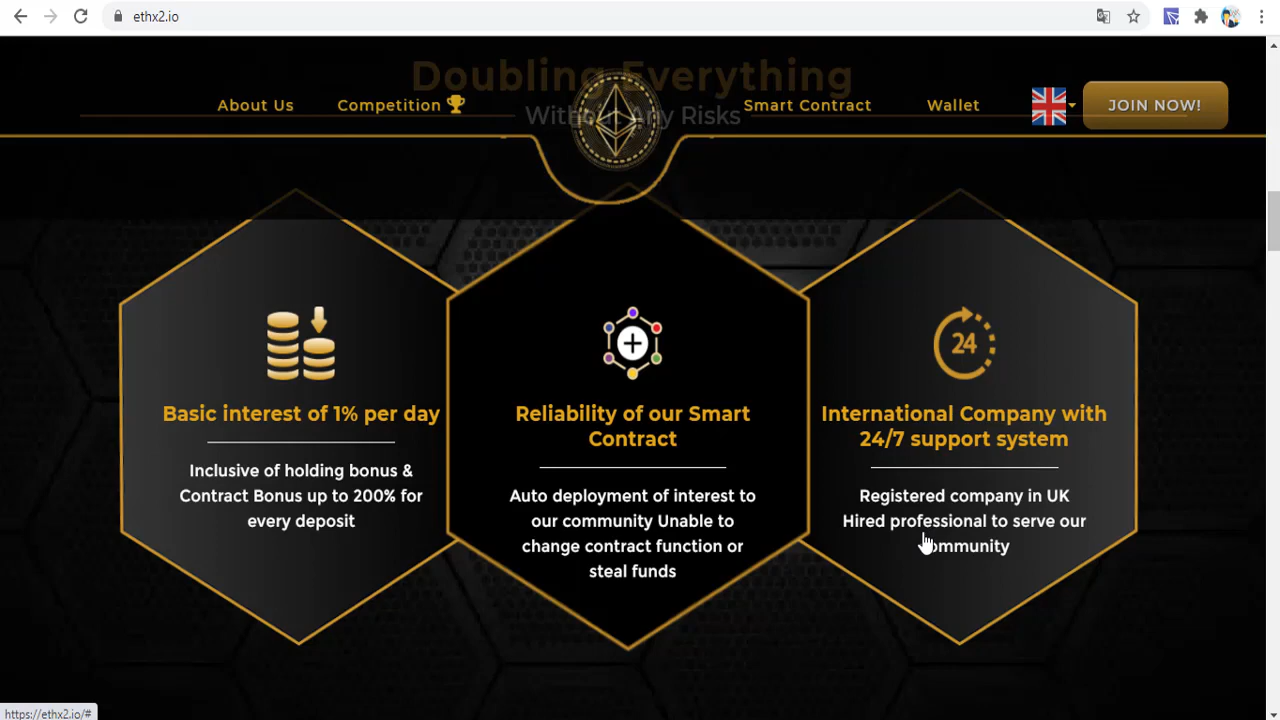 ethx2.io
Doubling Everything
Without Any Risks
About Us
Competition
Smart Contract
Wallet
JOIN NOW!
24
Basic interest of 1% per day
Inclusive of holding bonus &
Contract Bonus up to 200% for
every deposit
Reliability of our Smart
Contract
Auto deployment of interest to
our community Unable to
change contract function or
steal funds
International Company with
24/7 support system
Registered company in UK
Hired professional to serve our
community
https://ethx2.io/#